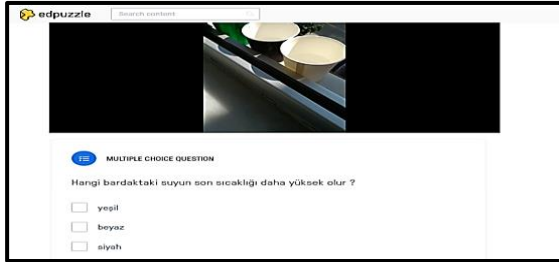 edpuzzle
Search content
MULTIPLE CHOICE QUESTION
Hangi bardaktaki suyun son sıcaklığı daha yüksek olur ?
yeşil
beyaz
siyah